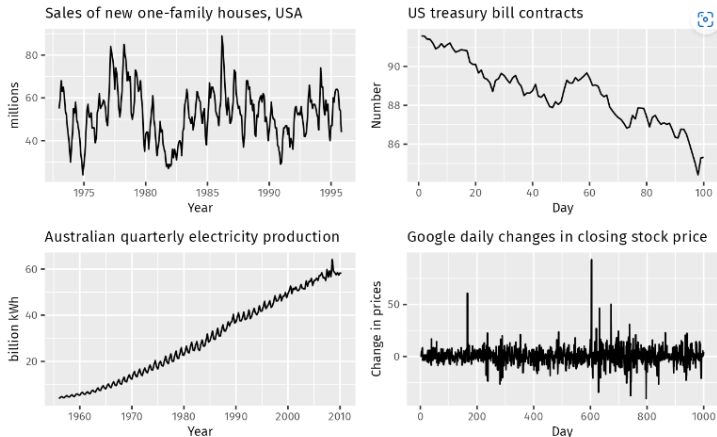 Sales of new one-family houses, USA
millions
80
60
40
1975 1980 1985 1990 1995
Year
US treasury bill contracts
Number
90
88
86
0 20 40 60 80 100
Day
Australian quarterly electricity production
billion kWh
60
40
20
1960 1970 1980 1990 2000 2010
Year
Google daily changes in closing stock price
Change in prices
50
0
0 200 400 600 800 1000
Day